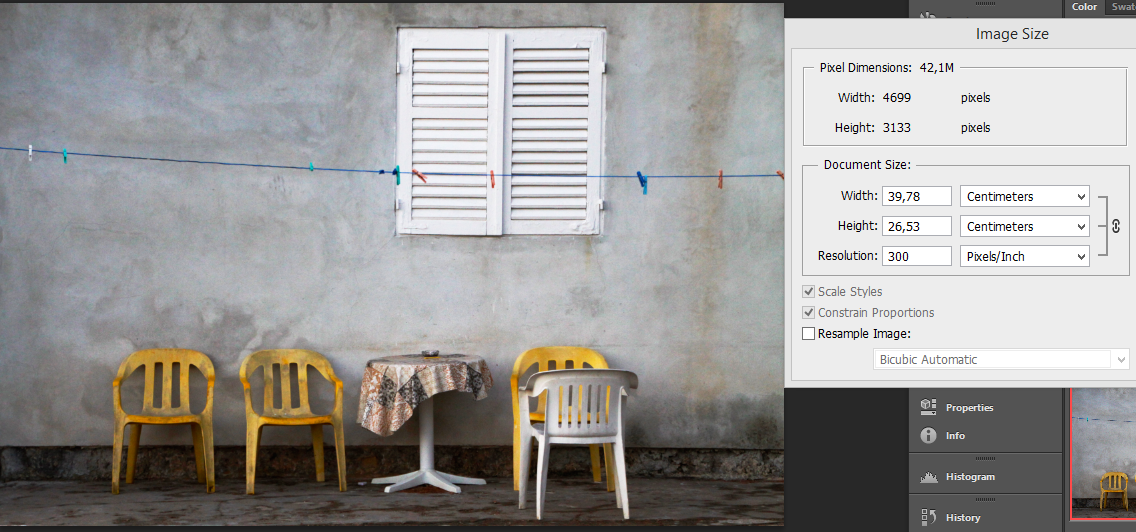 Color Swatc
Image Size
Pixel Dimensions: 42,1M
Width: 4699 pixels
Height: 3133 pixels
Document Size:
Width: 39,78 Centimeters
Height: 26,53 Centimeters
Resolution: 300 Pixels/Inch
Scale Styles
Constrain Proportions
Resample Image:
Bicubic Automatic
Properties
Info
Histogram
History